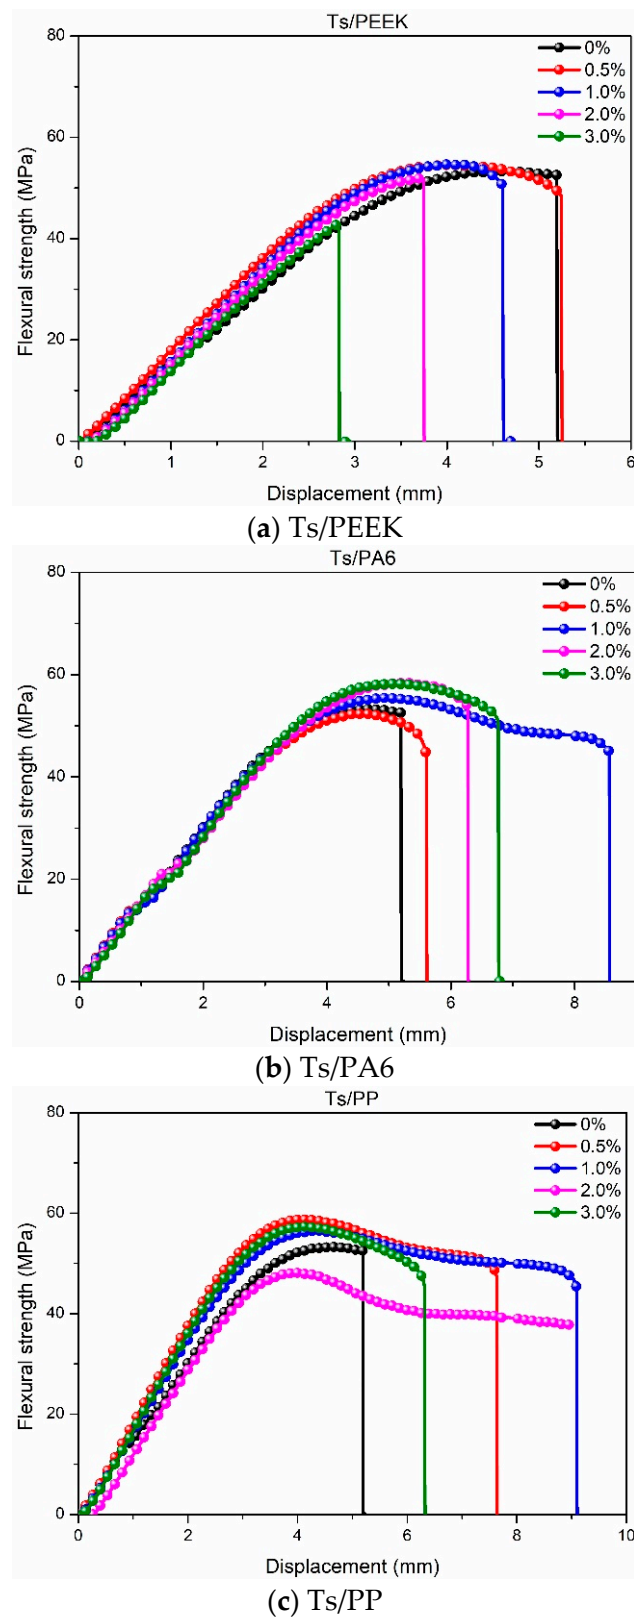 Ts/PEEK
80
60
40
20
0
0%
0.5%
1.0%
2.0%
3.0%
Flexural strength (MPa)
0 1 2 3 4 5 6
Displacement (mm)
(a) Ts/PEEK
Ts/PA6
80
60
40
20
0
0%
0.5%
1.0%
2.0%
3.0%
Flexural strength (MPa)
0 2 4 6 8
Displacement (mm)
(b) Ts/PA6
Ts/PP
80
60
40
20
0
0%
0.5%
1.0%
2.0%
3.0%
Flexural strength (MPa)
0 2 4 6 8 10
Displacement (mm)
(c) Ts/PP